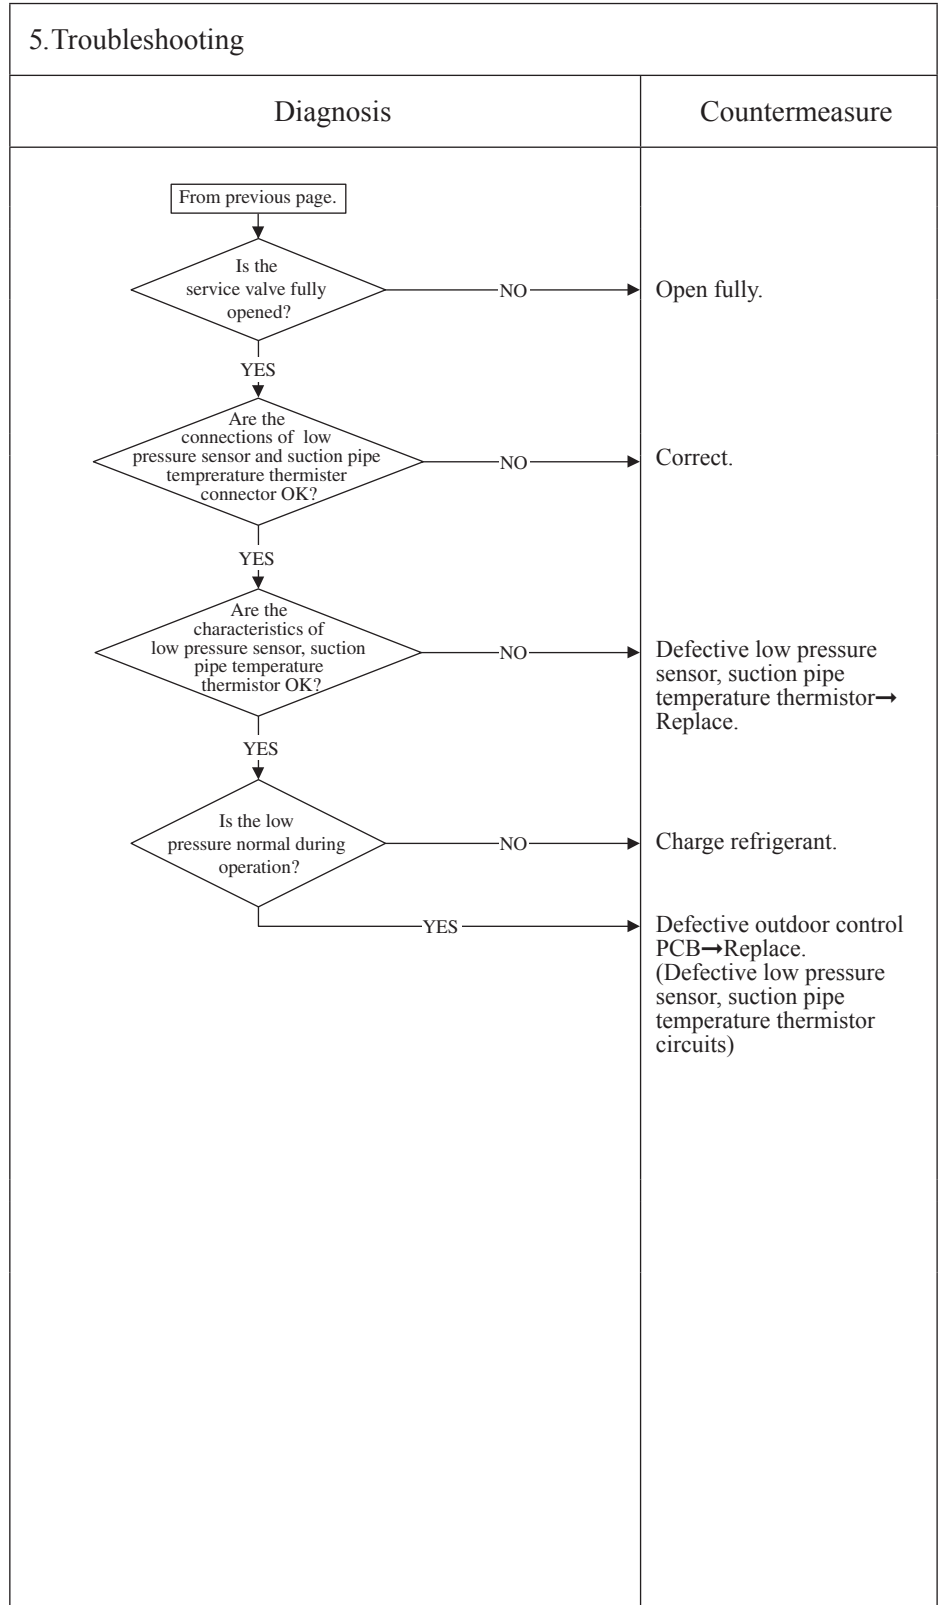 5.Troubleshooting
Diagnosis
Countermeasure
From previous page.
Is the
service valve fully
opened?
NO
Open fully.
YES
Are the
connections of low
pressure sensor and suction pipe
tempreature thermister
connector OK?
NO
Correct.
YES
Are the
characteristics of
low pressure sensor, suction
pipe temperature
thermistor OK?
NO
Defective low pressure
sensor, suction pipe
temperature thermistor→
Replace.
YES
Is the low
pressure normal during
operation?
NO
Charge refrigerant.
YES
Defective outdoor control
PCB→Replace.
(Defective low pressure
sensor, suction pipe
temperature thermistor
circuits)